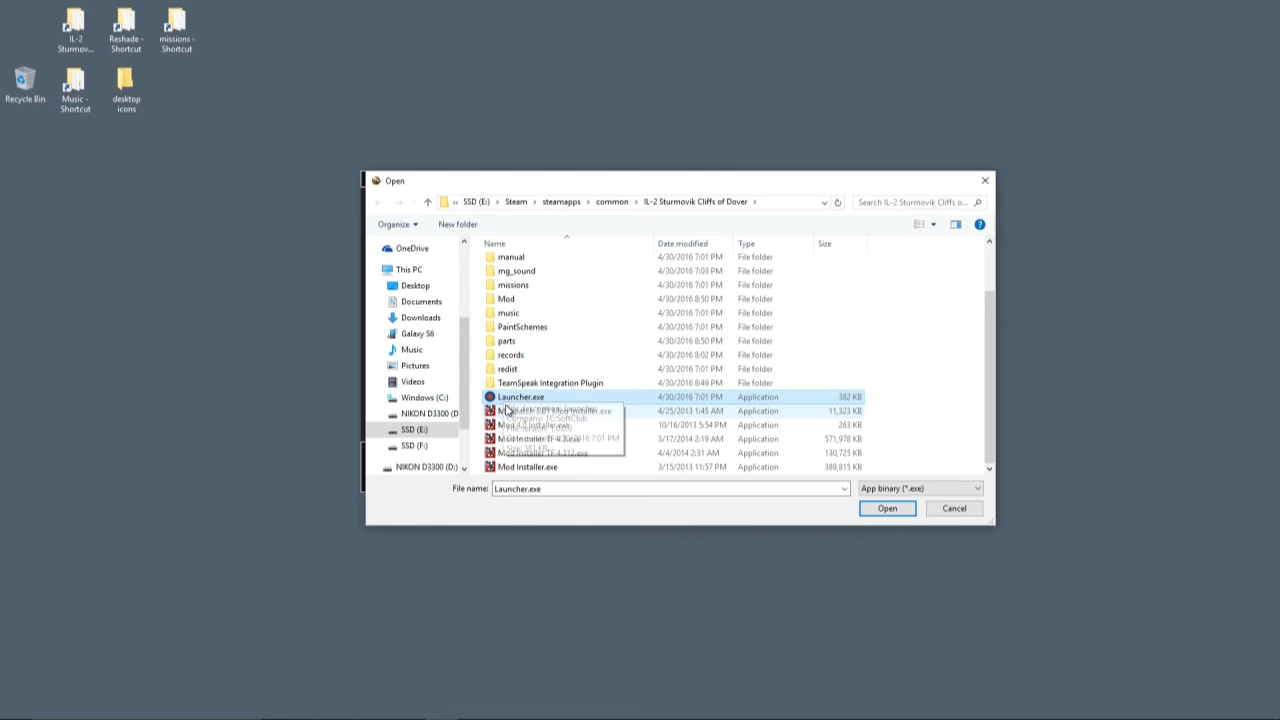 IL-2
Sturmov...
Reshade -
Shortcut
missions -
Shortcut
Recycle Bin
Music -
Shortcut
desktop
icons
Open
« SSD (E:) › Steam › steamapps › common › IL-2 Sturmovik Cliffs of Dover ›
Search IL-2 Sturmovik Cliffs o...
Organize
New folder
OneDrive
This PC
Desktop
Documents
Downloads
Galaxy S6
Music
Pictures
Videos
Windows (C:)
NIKON D3300 (D
SSD (E:)
SSD (F:)
NIKON D3300 (D:)
Name Date modified Type Size
manual 4/30/2016 7:01 PM File folder
mg_sound 4/30/2016 7:03 PM File folder
missions 4/30/2016 7:01 PM File folder
Mod 4/30/2016 8:50 PM File folder
music 4/30/2016 7:01 PM File folder
PaintSchemes 4/30/2016 7:01 PM File folder
parts 4/30/2016 8:50 PM File folder
records 4/30/2016 8:02 PM File folder
redist 4/30/2016 7:01 PM File folder
TeamSpeak Integration Plugin 4/30/2016 8:49 PM File folder
Launcher.exe 4/30/2016 7:01 PM Application 382 KB
Mod Installer.exe 4/25/2013 1:45 AM Application 11,323 KB
Mod 4.0 Installer.exe 10/16/2013 5:54 PM Application 263 KB
3/17/2014 2:19 AM Application 571,978 KB
Mod Installer TF 4.312.exe 4/4/2014 2:31 AM Application 130,725 KB
Mod Installer.exe 3/15/2013 11:57 PM Application 389,815 KB
File name: Launcher.exe
App binary (*.exe)
Open
Cancel